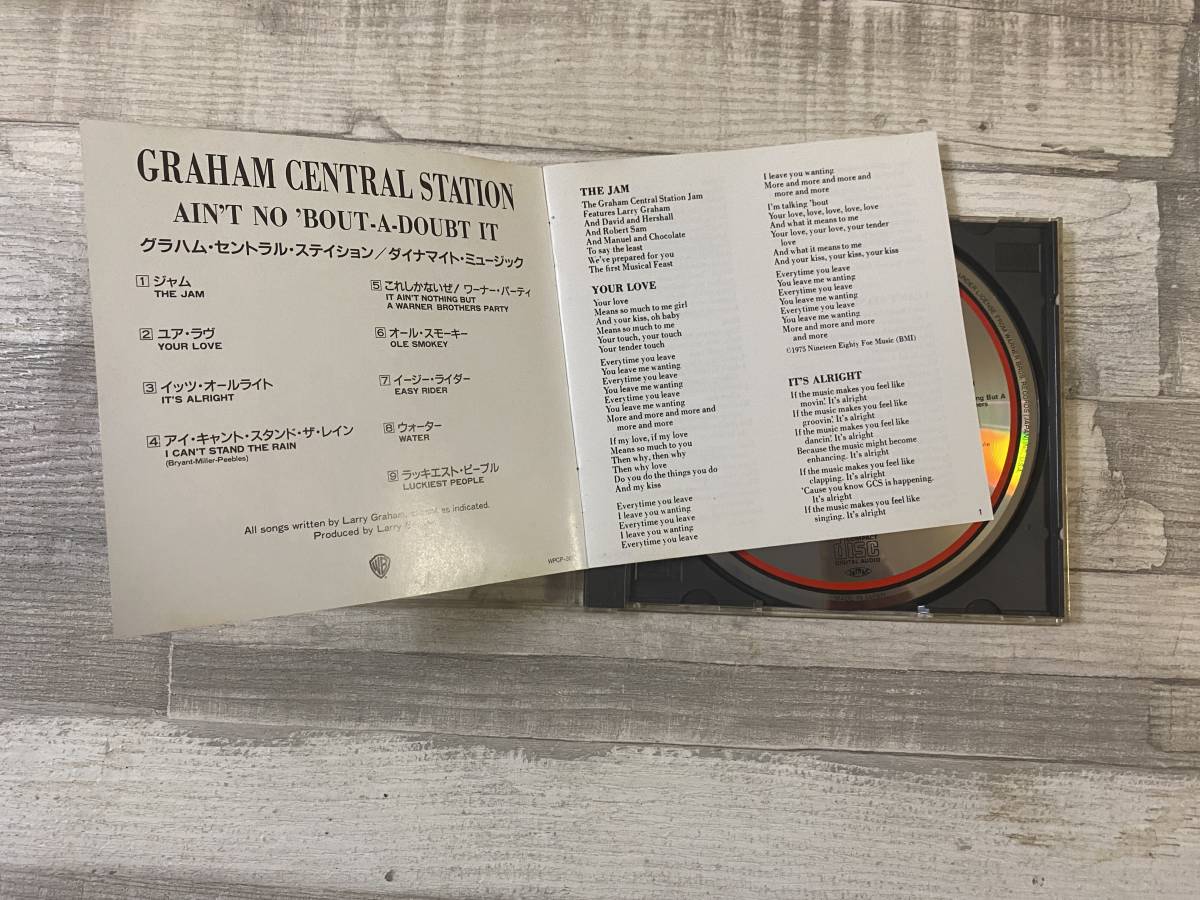 GRAHAM CENTRAL STATION
AIN'T NO 'BOUT-A-DOUBT IT
グラハム・セントラル・ステイション/ダイナマイト・ミュージック
1 ジャム
THE JAM
2 ユア・ラヴ
YOUR LOVE
3 イッツ・オールライト
IT'S ALRIGHT
4 アイ・キャント・スタンド・ザ・レイン
I CAN'T STAND THE RAIN
(Bryant-Miller-Peebles)
5 これしかないぜ! ワーナー・パーティ
IT AIN'T NOTHING BUT
A WARNER BROTHERS PARTY
6 オール・スモーキー
OLE SMOKEY
7 イージー・ライダー
EASY RIDER
8 ウォーター
WATER
9 ラッキエスト・ピープル
LUCKIEST PEOPLE
All songs written by Larry Graham, as indicated.
Produced by Larry
WB
THE JAM
The Graham Central Station Jam
Features Larry Graham
And David and Hershall
And Robert Sam
And Manuel and Chocolate
To say the least
We've prepared for you
The first Musical Feast
YOUR LOVE
Your love
Means so much to me girl
And your kiss, oh baby
Means so much to me
Your touch, your touch
Your tender touch
Everytime you leave
You leave me wanting
Everytime you leave
You leave me wanting
Everytime you leave
You leave me wanting
More and more and more and
more and more
If my love, if my love
Means so much to you
Then why, then why
Then why love
Do you do the things you do
And my kiss
Everytime you leave
I leave you wanting
Everytime you leave
I leave you wanting
Everytime you leave
I leave you wanting
More and more and more and
more and more
I'm talking 'bout
Your love, love, love, love, love
And what it means to me
Your love, your love, your tender
love
And what it means to me
And your kiss, your kiss, your kiss
Everytime you leave
You leave me wanting
Everytime you leave
You leave me wanting
Everytime you leave
You leave me wanting
More and more and more
and more
©1975 Nineteen Eighty Foe Music (BMI)
IT'S ALRIGHT
If the music makes you feel like
movin'. It's alright
If the music makes you feel like
groovin'. It's alright
If the music makes you feel like
dancin'. It's alright
Because the music might become
enhancing. It's alright
If the music makes you feel like
clapping. It's alright
'Cause you know GCS is happening.
It's alright
If the music makes you feel like
singing. It's alright
1
UNDER LICENSE FROM WARNER BROS. RECORDS
But A
COMPACT
DISC
DIGITAL AUDIO